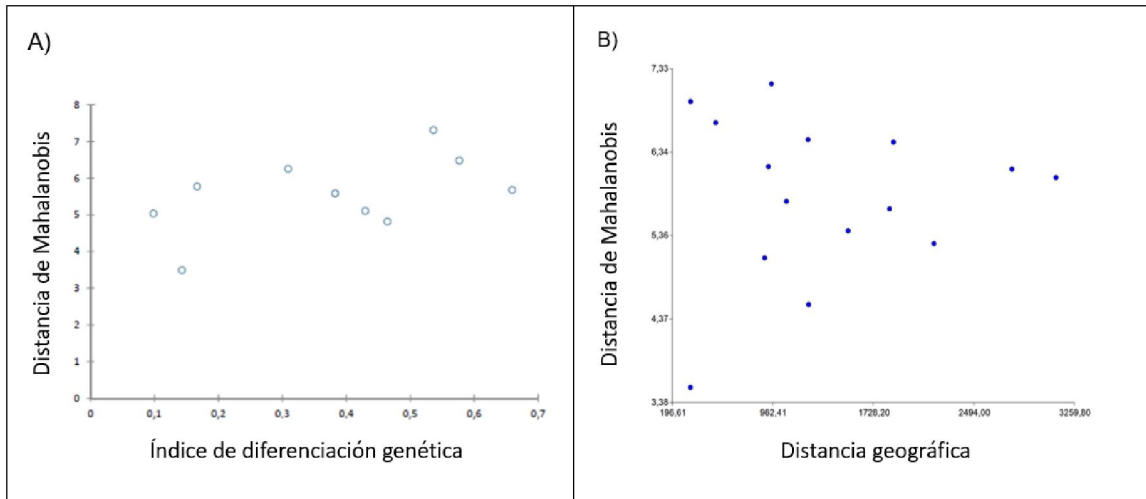 A)
Distancia de Mahalanobis
8
7
6
5
4
3
2
1
0
0 0,1 0,2 0,3 0,4 0,5 0,6 0,7
Índice de diferenciación genética
B)
Distancia de Mahalanobis
7,33
6,34
5,36
4,37
3,38
196,61 962,41 1728,20 2494,00 3259,80
Distancia geográfica